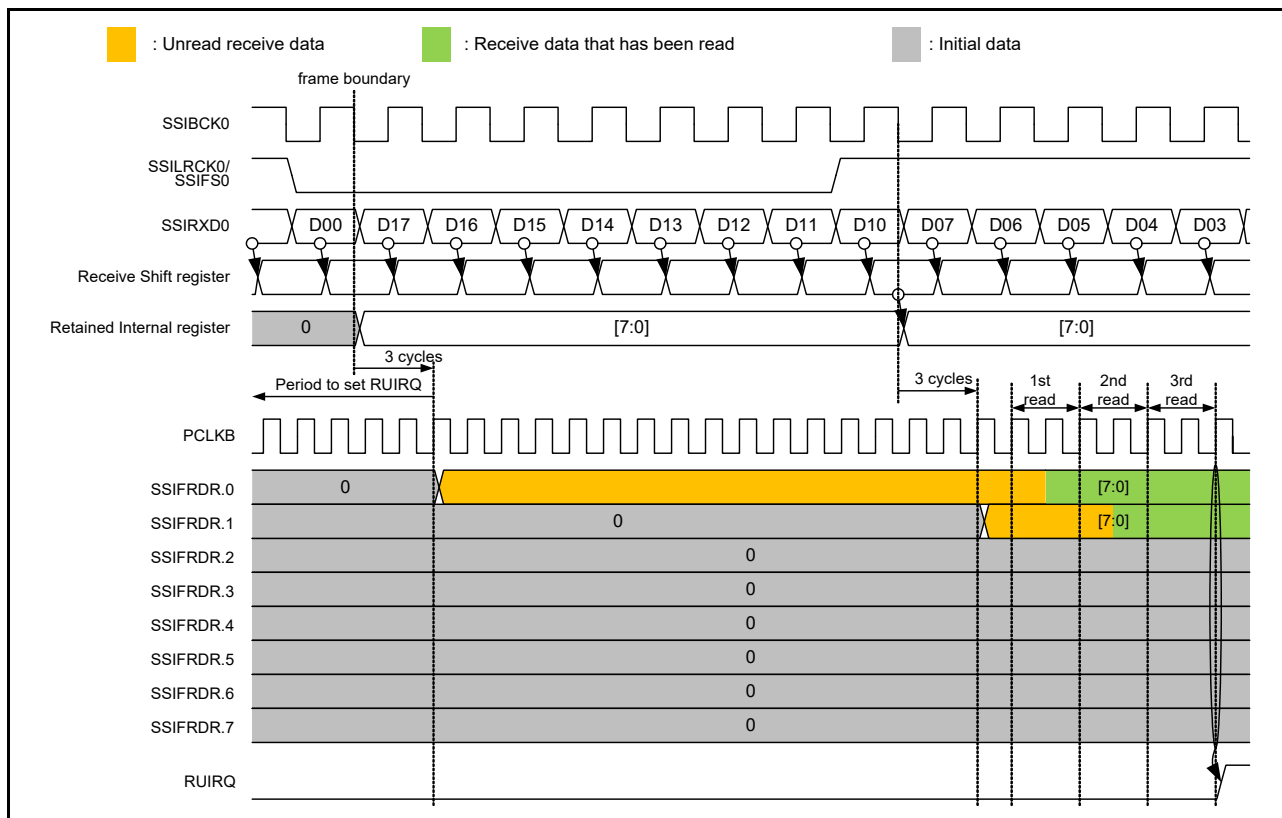 : Unread receive data : Receive data that has been read : Initial data
frame boundary
SSIBCK0
SSILRCK0/
SSIFS0
SSIRXD0 D00 D17 D16 D15 D14 D13 D12 D11 D10 D07 D06 D05 D04 D03
Receive Shift register
Retained Internal register 0 [7:0] [7:0]
3 cycles 3 cycles
Period to set RUIRQ
1st read 2nd read 3rd read
PCLKB
SSIFRDR.0 0 [7:0]
SSIFRDR.1 0 [7:0]
SSIFRDR.2 0
SSIFRDR.3 0
SSIFRDR.4 0
SSIFRDR.5 0
SSIFRDR.6 0
SSIFRDR.7 0
RUIRQ